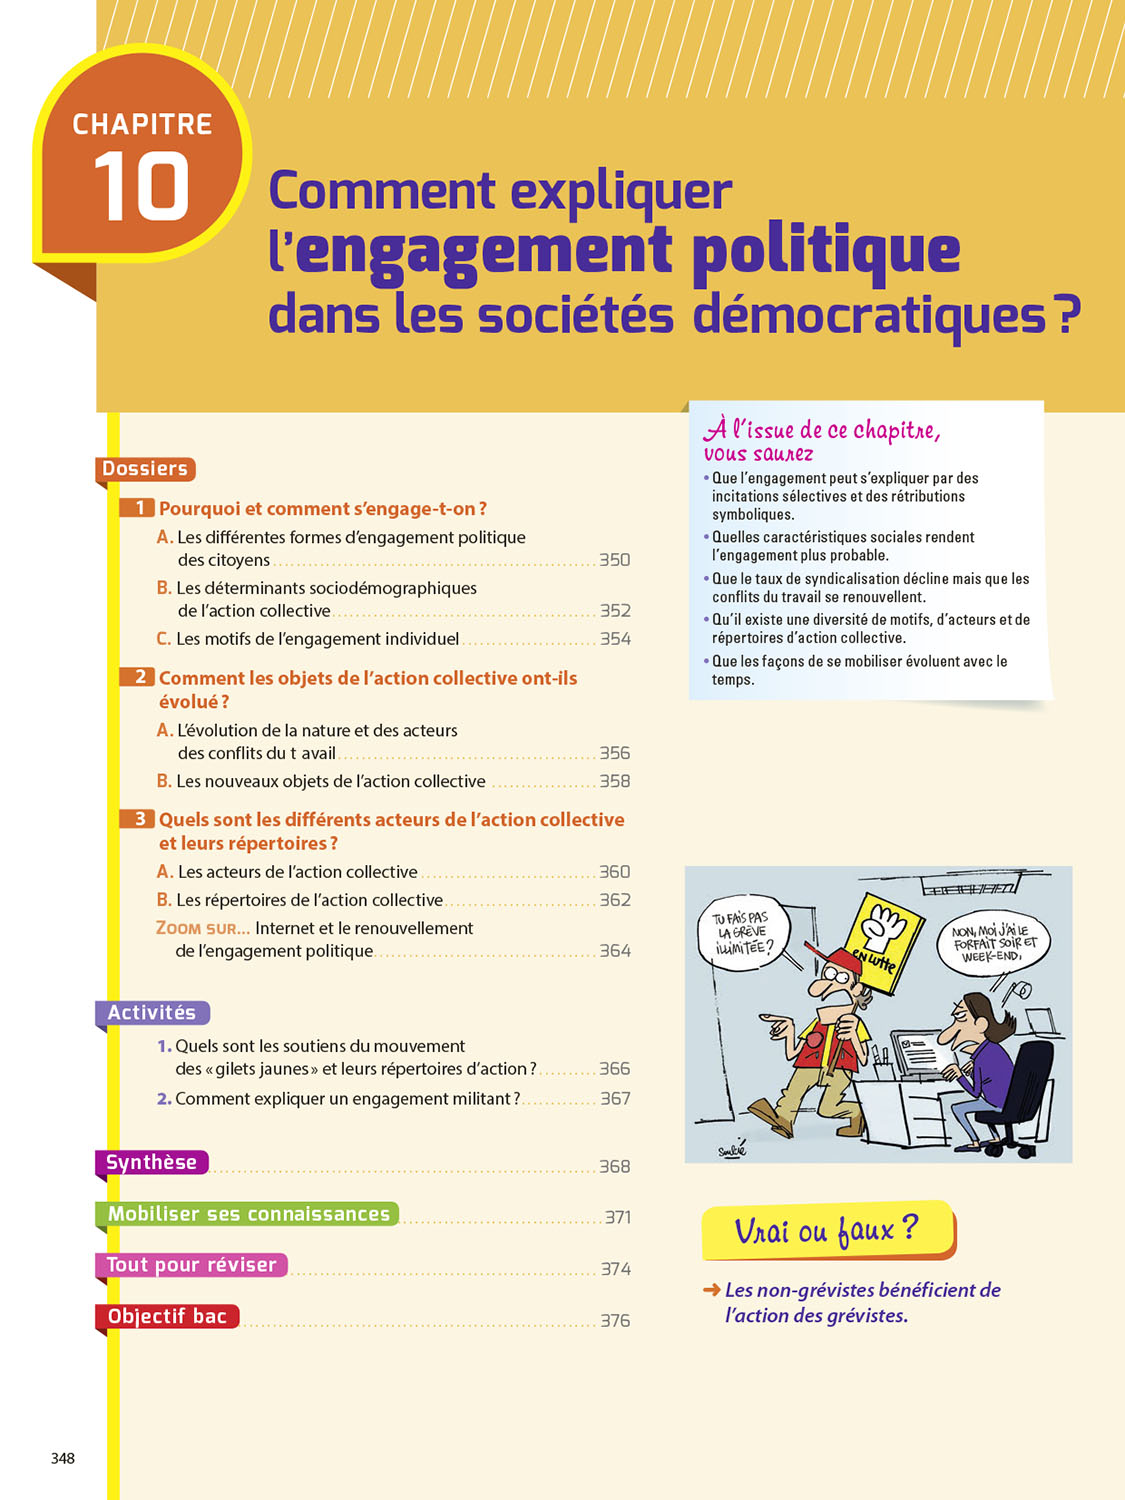 CHAPITRE
10
Comment expliquer
l’engagement politique
dans les sociétés démocratiques ?
Dossiers
1 Pourquoi et comment s’engage-t-on ?
A. Les différentes formes d’engagement politique
des citoyens 350
B. Les déterminants sociodémographiques
de l’action collective 352
C. Les motifs de l’engagement individuel 354
2 Comment les objets de l’action collective ont-ils
évolué ?
A. L’évolution de la nature et des acteurs
des conflits du t avail 356
B. Les nouveaux objets de l’action collective 358
3 Quels sont les différents acteurs de l’action collective
et leurs répertoires ?
A. Les acteurs de l’action collective 360
B. Les répertoires de l’action collective 362
ZOOM SUR... Internet et le renouvellement
de l’engagement politique 364
Activités
1. Quels sont les soutiens du mouvement
des « gilets jaunes » et leurs répertoires d’action ? 366
2. Comment expliquer un engagement militant ? 367
Synthèse 368
Mobiliser ses connaissances 371
Tout pour réviser 374
Objectif bac 376
À l’issue de ce chapitre,
vous saurez
• Que l’engagement peut s’expliquer par des
incitations sélectives et des rétributions
symboliques.
• Quelles caractéristiques sociales rendent
l’engagement plus probable.
• Que le taux de syndicalisation décline mais que les
conflits du travail se renouvellent.
• Qu’il existe une diversité de motifs, d’acteurs et de
répertoires d’action collective.
• Que les façons de se mobiliser évoluent avec le
temps.
TU FAIS PAS
LA GRÈVE
ILLIMITÉE ?
EN LUTTE
NON, MOI J’AI LE
FORFAIT SOIR ET
WEEK-END,
Soulcié
Vrai ou faux ?
➜ Les non-grévistes bénéficient de
l’action des grévistes.
348